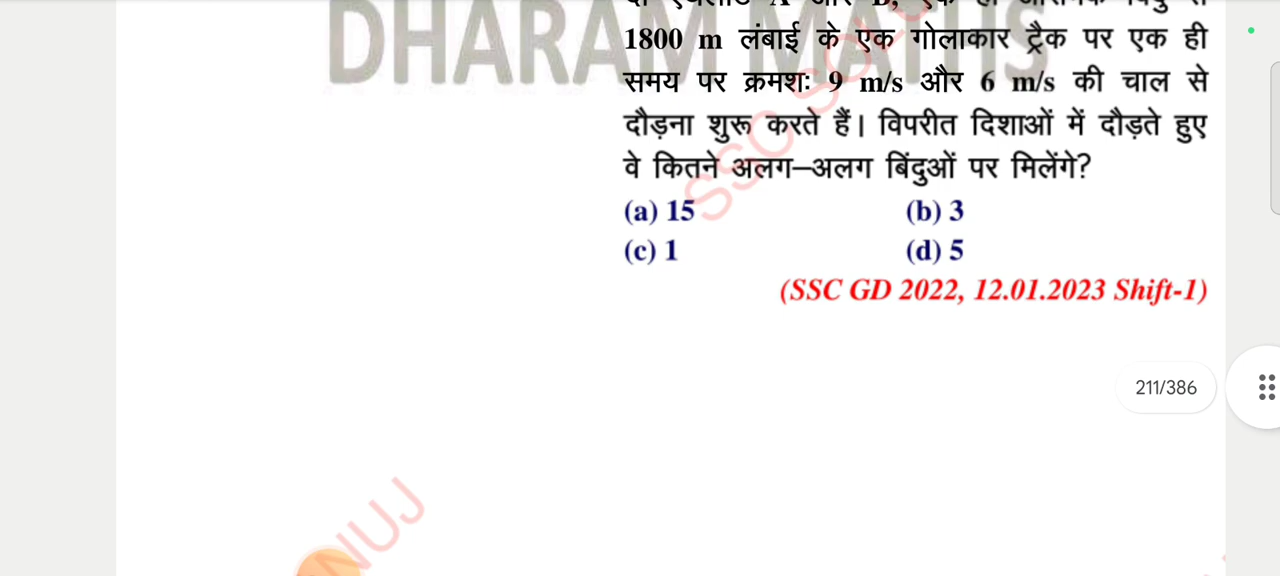 DHARAM MATHS
1800 m लंबाई के एक गोलाकार ट्रैक पर एक ही
समय पर क्रमशः 9 m/s और 6 m/s की चाल से
दौड़ना शुरू करते हैं। विपरीत दिशाओं में दौड़ते हुए
वे कितने अलग–अलग बिंदुओं पर मिलेंगे?
(a) 15 (b) 3
(c) 1 (d) 5
(SSC GD 2022, 12.01.2023 Shift-1)
211/386
NUJ